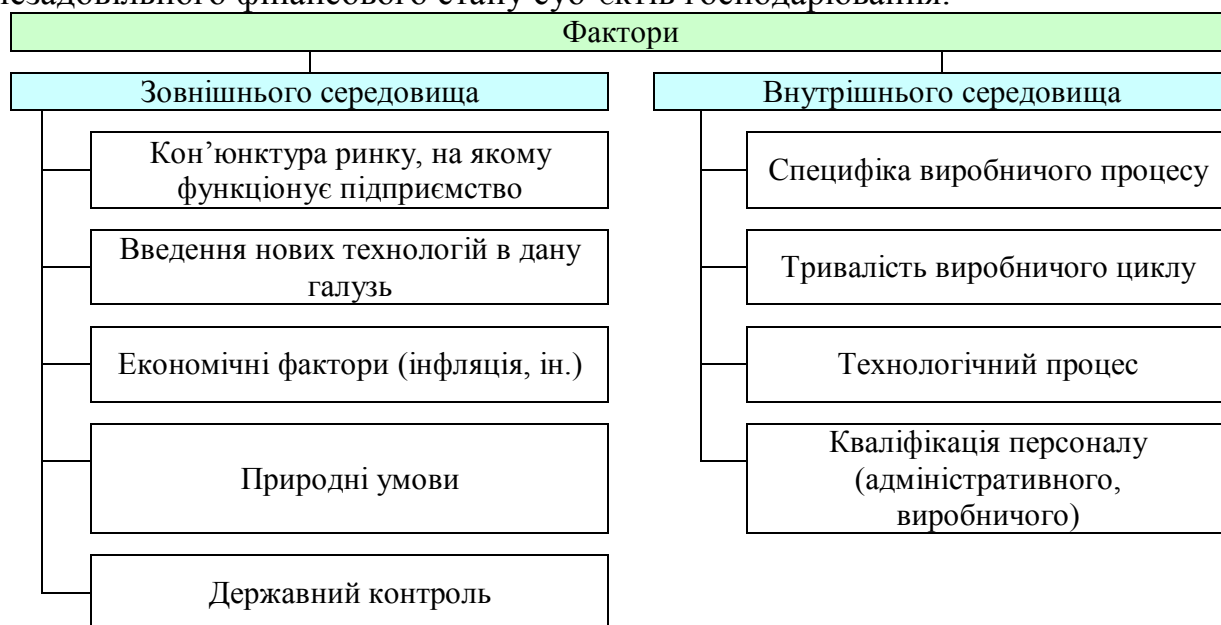 незадовільного фінансового стану суб'єктів господарювання.
Фактори
Зовнішнього середовища
Кон’юнктура ринку, на якому
функціонує підприємство
Введення нових технологій в дану
галузь
Економічні фактори (інфляція, ін.)
Природні умови
Державний контроль
Внутрішнього середовища
Специфіка виробничого процесу
Тривалість виробничого циклу
Технологічний процес
Кваліфікація персоналу
(адміністративного,
виробничого)